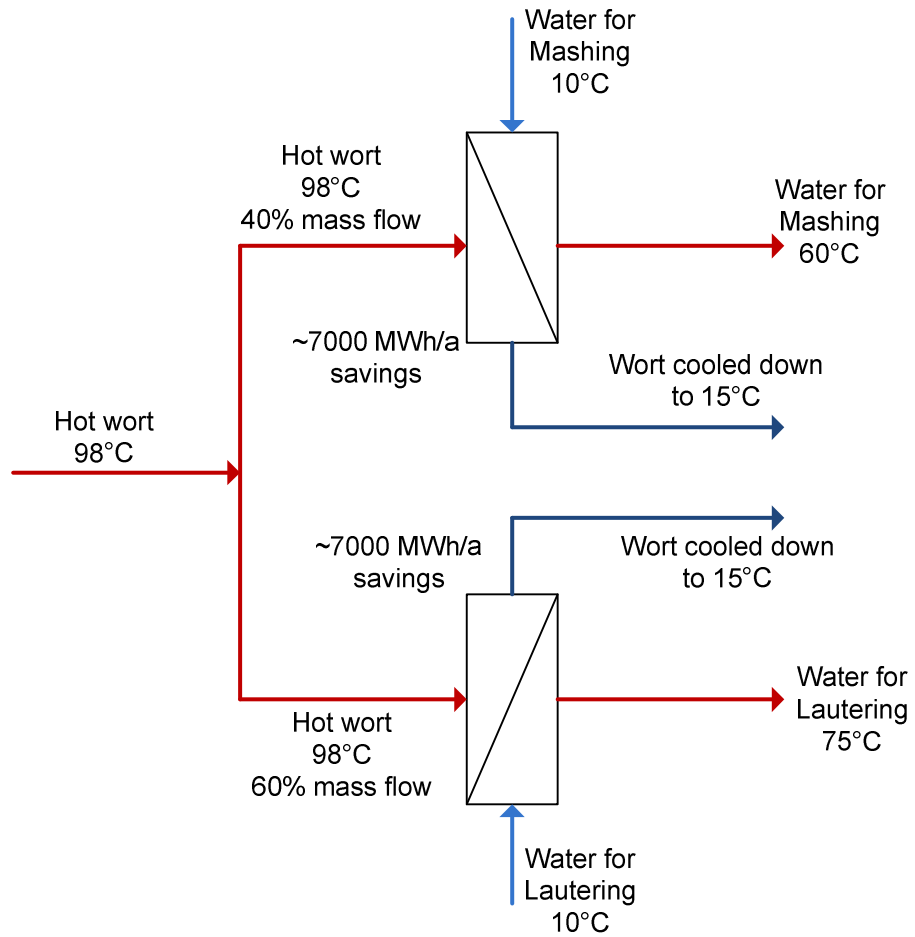 Water for
Mashing
10°C
Hot wort
98°C
40% mass flow
Water for
Mashing
60°C
~7000 MWh/a
savings
Wort cooled down
to 15°C
Hot wort
98°C
~7000 MWh/a
savings
Wort cooled down
to 15°C
Water for
Lautering
75°C
Hot wort
98°C
60% mass flow
Water for
Lautering
10°C